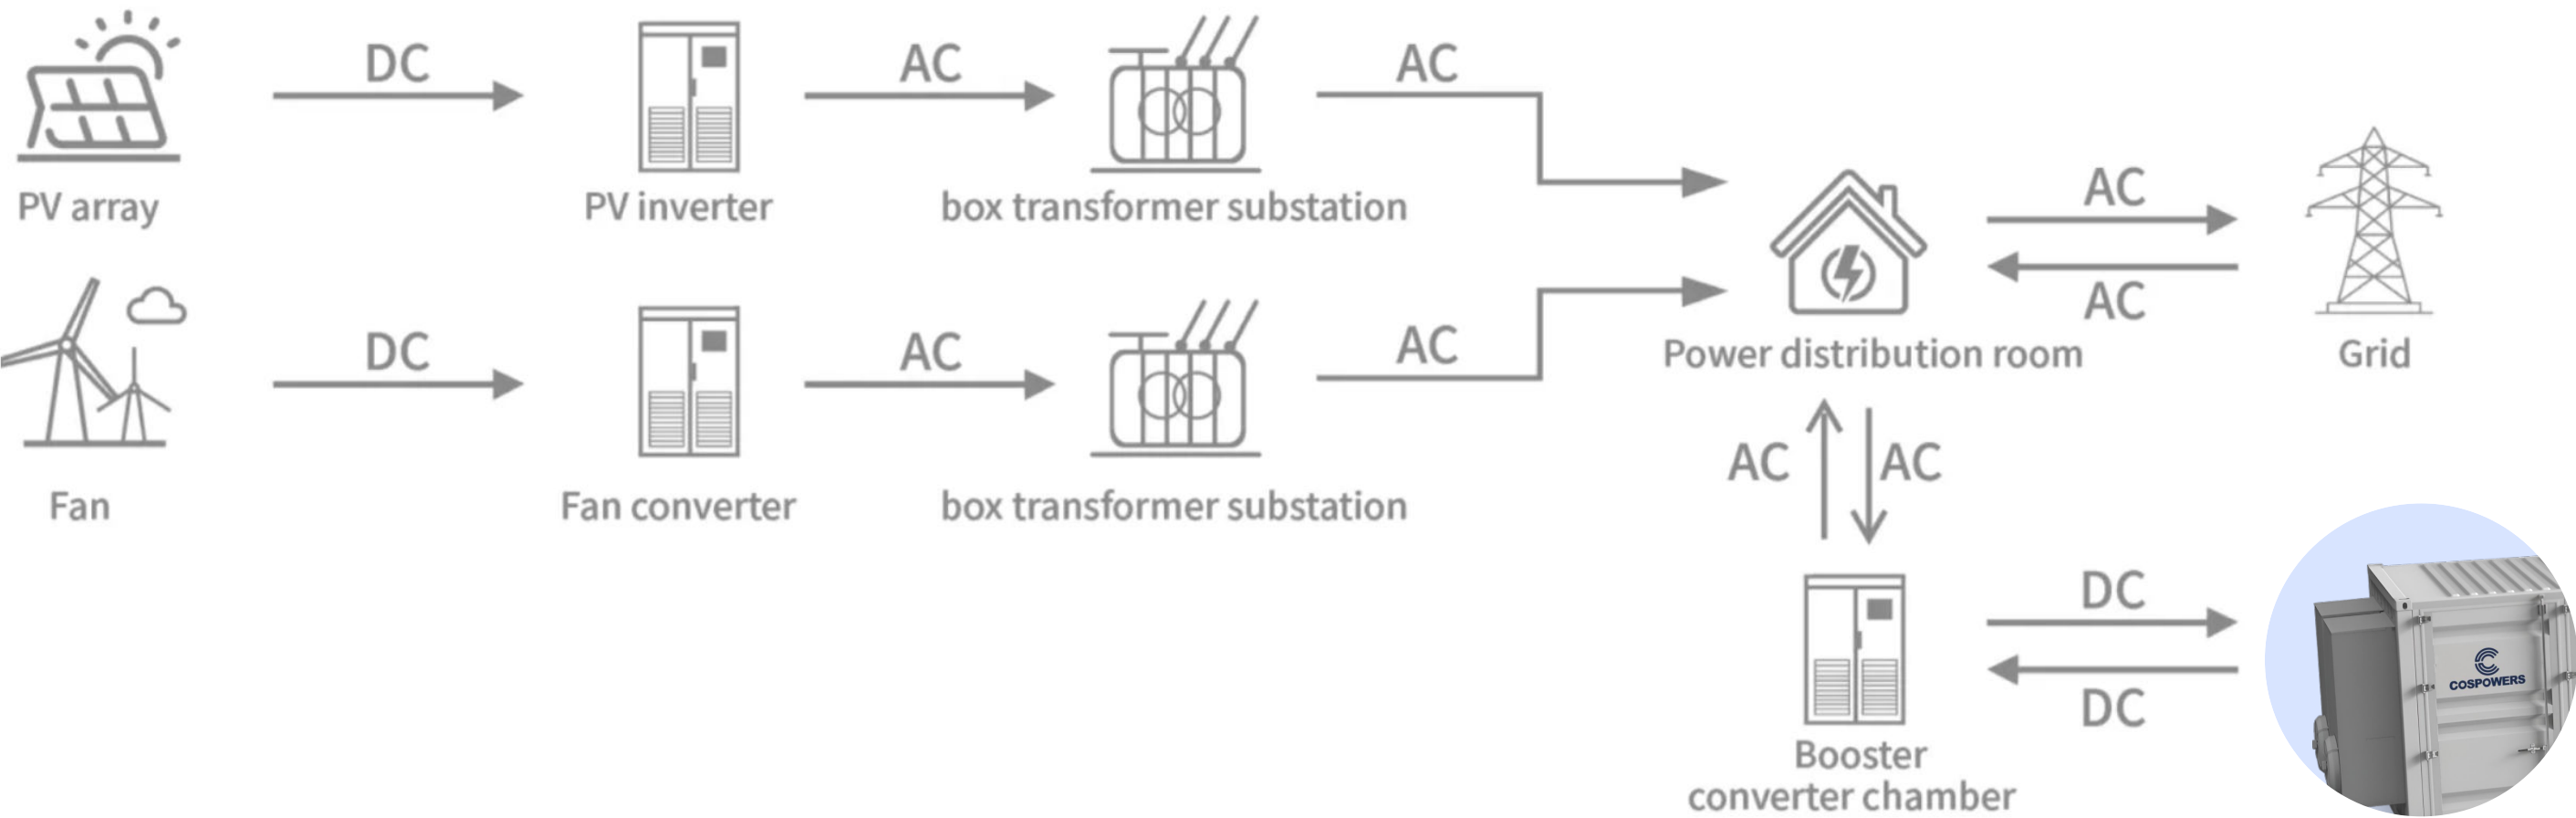 DC
AC
AC
PV array
PV inverter
box transformer substation
AC
AC
Power distribution room
Grid
DC
AC
AC
Fan
Fan converter
box transformer substation
AC
AC
DC
DC
COSPOWERS
Booster
converter chamber